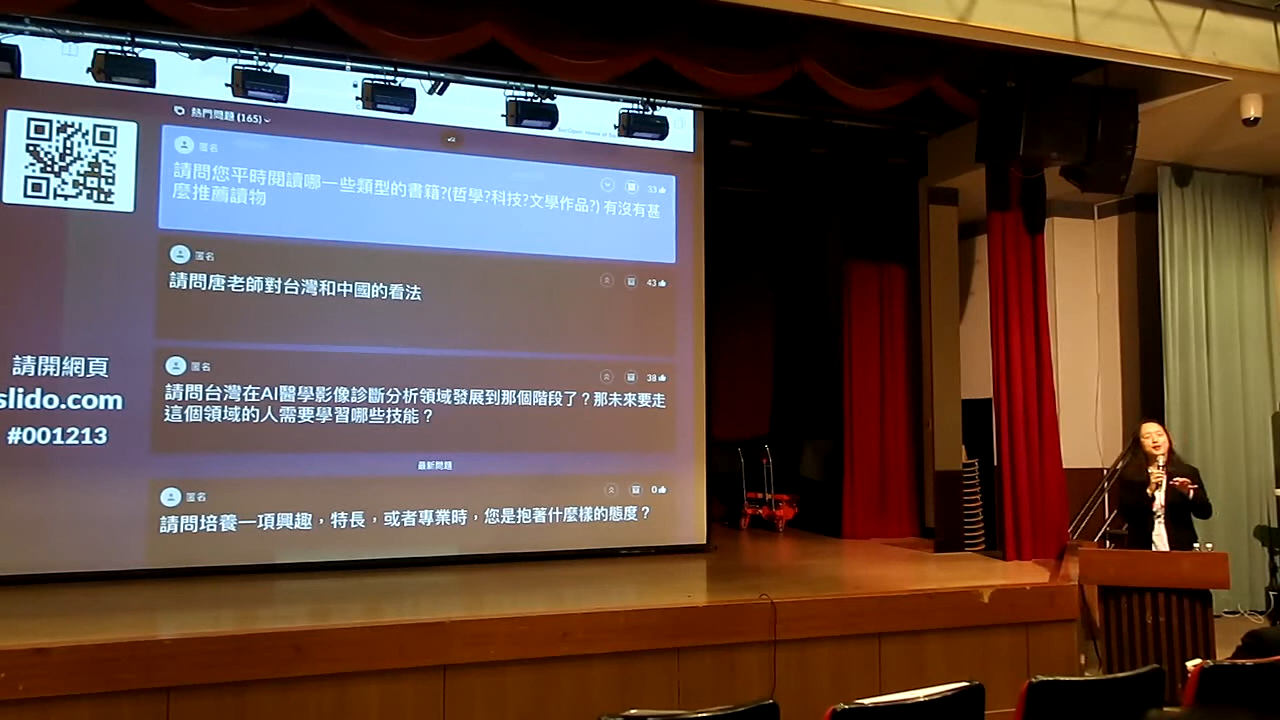 熱門問題 (165)
匿名
33
請問您平時閱讀哪一些類型的書籍?(哲學?科技?文學作品?) 有沒有甚
麼推薦讀物
匿名
43
請問唐老師對台灣和中國的看法
匿名
38
請問台灣在AI醫學影像診斷分析領域發展到那個階段了？那未來要走
這個領域的人需要學習哪些技能？
最新問題
匿名
0
請問培養一項興趣，特長，或者專業時，您是抱著什麼樣的態度？
請開網頁
slido.com
#001213